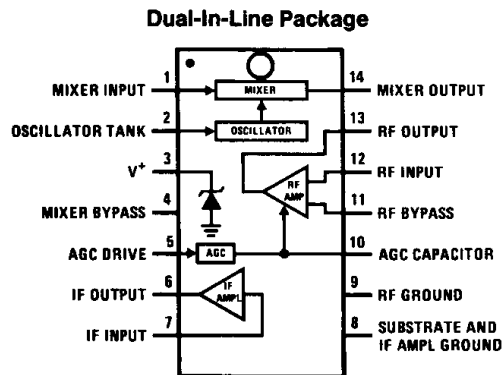 Dual-In-Line Package
MIXER INPUT 1 MIXER 14 MIXER OUTPUT
OSCILLATOR TANK 2 OSCILLATOR 13 RF OUTPUT
V+ 3 12 RF INPUT
RF AMP
MIXER BYPASS 4 11 RF BYPASS
AGC DRIVE 5 AGC 10 AGC CAPACITOR
IF OUTPUT 6 IF AMPL 9 RF GROUND
IF INPUT 7 8 SUBSTRATE AND
IF AMPL GROUND